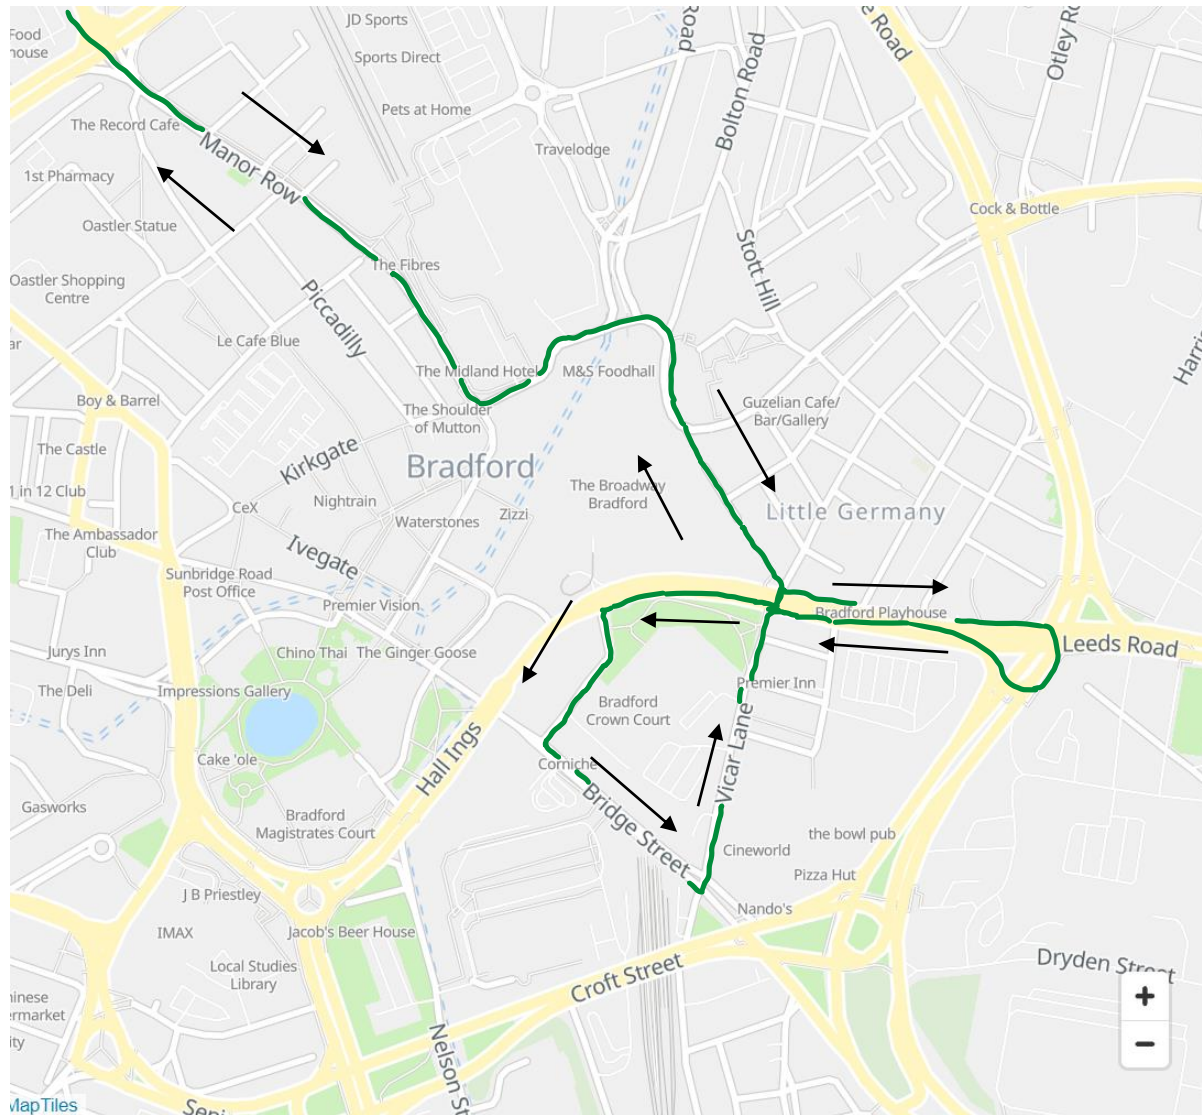 Food
house
JD Sports
Sports Direct
Pets at Home
Road
Bolton Road
e Road
Otley Ro
The Record Cafe
Manor Row
Travelodge
1st Pharmacy
Oastler Statue
Cock & Bottle
Stott Hill
The Fibres
Oastler Shopping
Centre
Piccadilly
Le Cafe Blue
ar
Harri
The Midland Hotel
M&S Foodhall
Boy & Barrel
The Shoulder
of Mutton
Guzelian Cafe/
Bar/Gallery
The Castle
Kirkgate
Bradford
1 in 12 Club
Nightrain
The Broadway
Bradford
CeX
Waterstones
Zizzi
Little Germany
The Ambassador
Club
Ivegate
Sunbridge Road
Post Office
Premier Vision
Bradford Playhouse
Leeds Road
Jurys Inn
Chino Thai
The Ginger Goose
The Deli
Impressions Gallery
Premier Inn
Bradford
Crown Court
Cake 'ole
Hall Ings
Corniche
Vicar Lane
Gasworks
Bradford
Magistrates Court
Bridge Street
the bowl pub
Cineworld
Pizza Hut
J B Priestley
Nando's
IMAX
Jacob's Beer House
Local Studies
Library
Croft Street
Dryden Street
hinese
ermarket
ity
Nelson St
+
−
MapTiles